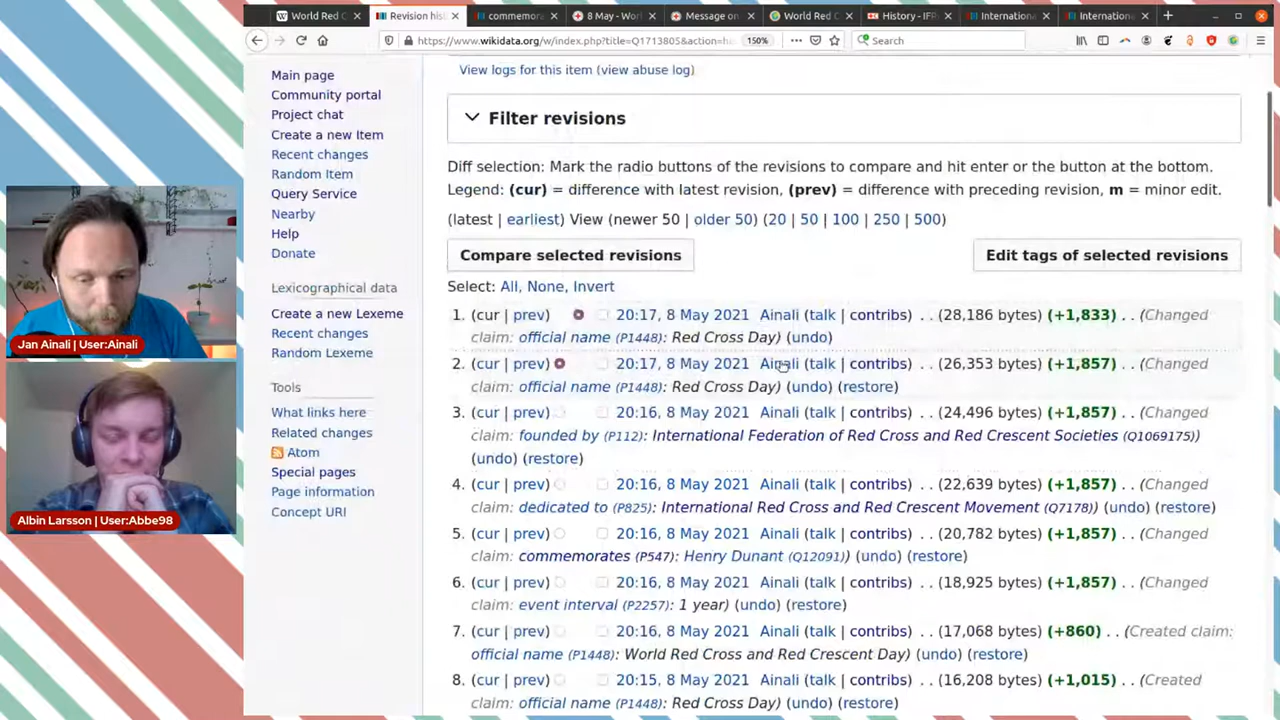 World Red C
Revision his
commemora
8 May - Wor
Message on
World Red C
History - IFR
Internationa
Internationa
https://www.wikidata.org/w/index.php?title=Q1713805&action=h
150%
Search
Main page
Community portal
Project chat
Create a new Item
Recent changes
Random Item
Query Service
Nearby
Help
Donate
Lexicographical data
Create a new Lexeme
Recent changes
Random Lexeme
Tools
What links here
Related changes
Atom
Special pages
Page information
Concept URI
View logs for this item (view abuse log)
Filter revisions
Diff selection: Mark the radio buttons of the revisions to compare and hit enter or the button at the bottom.
Legend: (cur) = difference with latest revision, (prev) = difference with preceding revision, m = minor edit.
(latest | earliest) View (newer 50 | older 50) (20 | 50 | 100 | 250 | 500)
Compare selected revisions
Edit tags of selected revisions
Select: All, None, Invert
1. (cur | prev) 20:17, 8 May 2021 Ainali (talk | contribs) . . (28,186 bytes) (+1,833) . . (Changed
claim: official name (P1448): Red Cross Day) (undo)
2. (cur | prev) 20:17, 8 May 2021 Ainali (talk | contribs) . . (26,353 bytes) (+1,857) . . (Changed
claim: official name (P1448): Red Cross Day) (undo) (restore)
3. (cur | prev) 20:16, 8 May 2021 Ainali (talk | contribs) . . (24,496 bytes) (+1,857) . . (Changed
claim: founded by (P112): International Federation of Red Cross and Red Crescent Societies (Q1069175))
(undo) (restore)
4. (cur | prev) 20:16, 8 May 2021 Ainali (talk | contribs) . . (22,639 bytes) (+1,857) . . (Changed
claim: dedicated to (P825): International Red Cross and Red Crescent Movement (Q7178)) (undo) (restore)
5. (cur | prev) 20:16, 8 May 2021 Ainali (talk | contribs) . . (20,782 bytes) (+1,857) . . (Changed
claim: commemorates (P547): Henry Dunant (Q12091)) (undo) (restore)
6. (cur | prev) 20:16, 8 May 2021 Ainali (talk | contribs) . . (18,925 bytes) (+1,857) . . (Changed
claim: event interval (P2257): 1 year) (undo) (restore)
7. (cur | prev) 20:16, 8 May 2021 Ainali (talk | contribs) . . (17,068 bytes) (+860) . . (Created claim:
official name (P1448): World Red Cross and Red Crescent Day) (undo) (restore)
8. (cur | prev) 20:15, 8 May 2021 Ainali (talk | contribs) . . (16,208 bytes) (+1,015) . . (Created
claim: official name (P1448): Red Cross Day) (undo) (restore)
Jan Ainali | User:Ainali
Albin Larsson | User:Abbe98